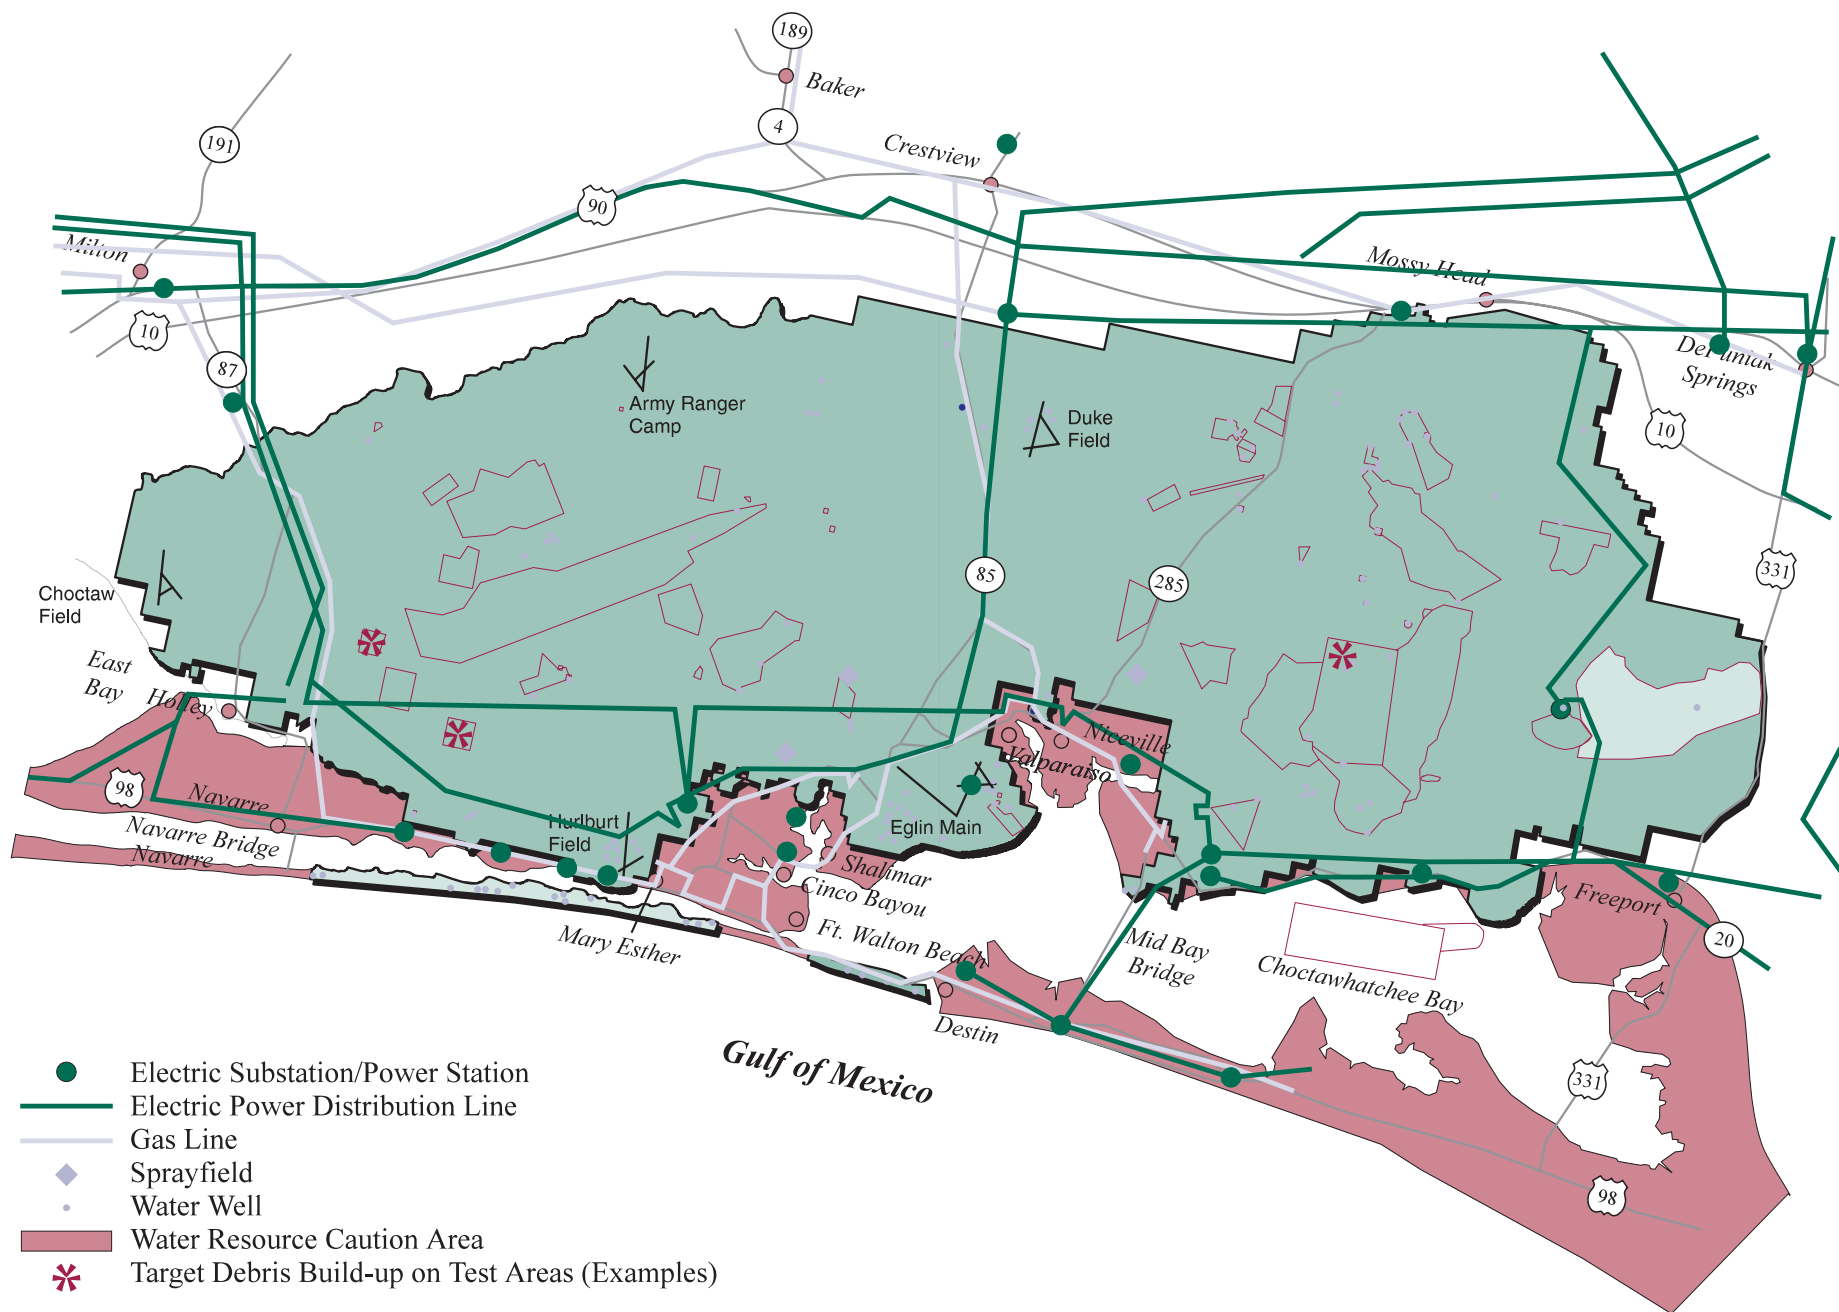 189
Baker
4
191
Crestview
90
Milton
Mossy Head
10
87
DeFuniak
Springs
Army Ranger
Camp
Duke
Field
10
331
85
285
Choctaw
Field
East
Bay
Holley
Niceville
Valparaiso
98
Navarre
Navarre Bridge
Navarre
Hurlburt
Field
Eglin Main
Shalimar
Cinco Bayou
Freeport
Ft. Walton Beach
Mary Esther
Mid Bay
Bridge
20
Choctawhatchee Bay
Destin
Gulf of Mexico
331
98
Electric Substation/Power Station
Electric Power Distribution Line
Gas Line
Sprayfield
Water Well
Water Resource Caution Area
Target Debris Build-up on Test Areas (Examples)